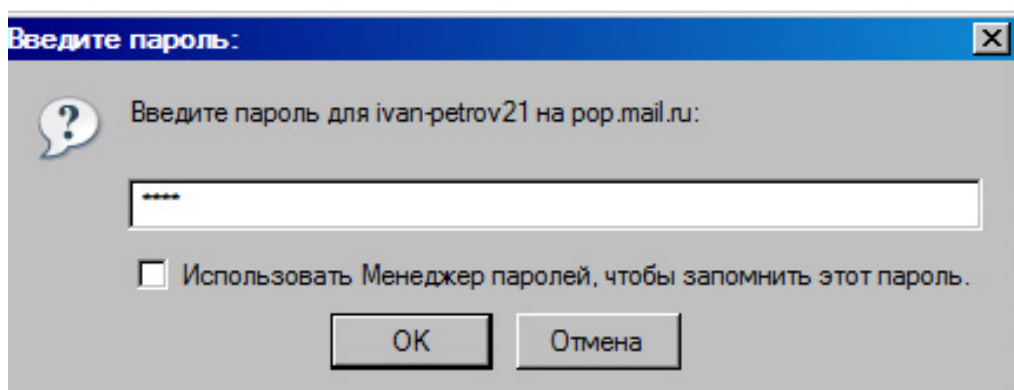 Введите пароль:
Введите пароль для ivan-petrov21 на pop.mail.ru:
****
Использовать Менеджер паролей, чтобы запомнить этот пароль.
OK Отмена